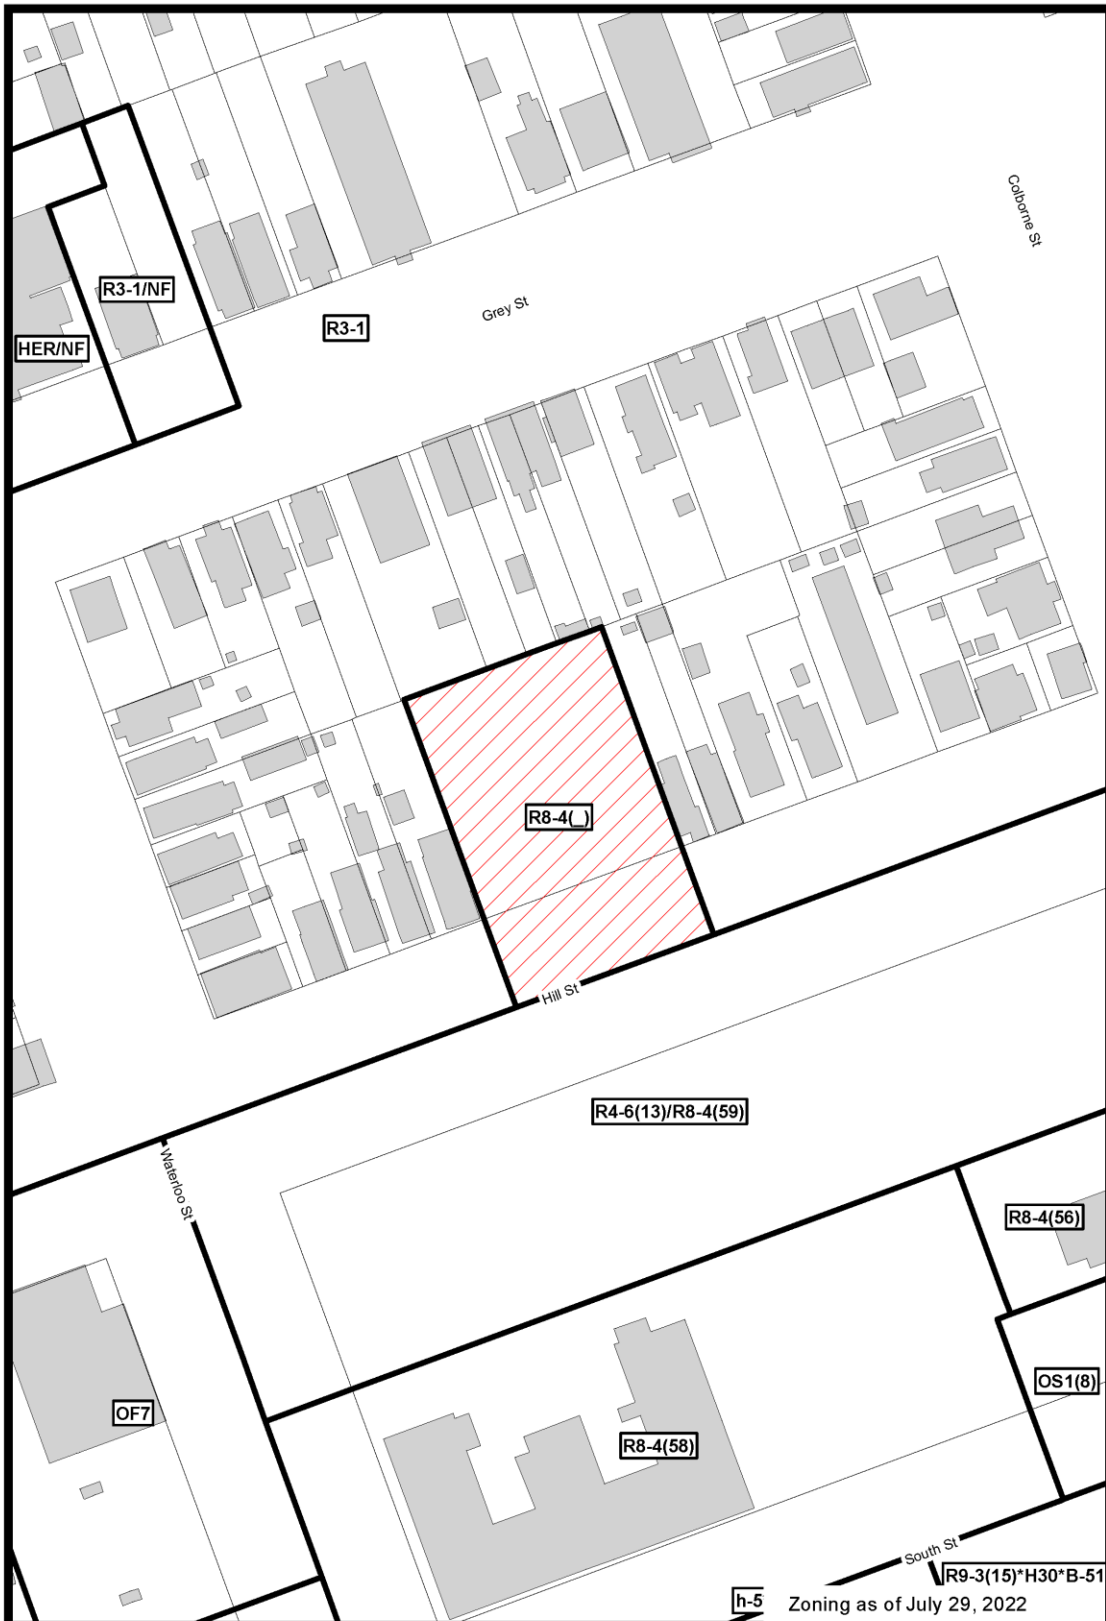 Colborne St
R3-1/NF
Grey St
R3-1
HER/NF
R8-4(_)
Hill St
R4-6(13)/R8-4(59)
Waterloo St
R8-4(56)
OS1(8)
OF7
R8-4(58)
South St
R9-3(15)*H30*B-51
h-5
Zoning as of July 29, 2022